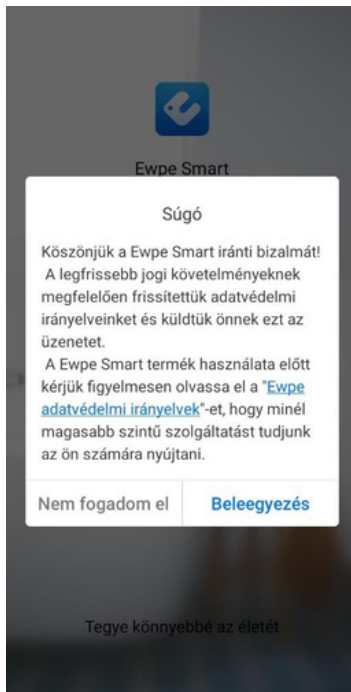 Ewpe Smart
Súgó
Köszönjük a Ewpe Smart iránti bizalmát!
A legfrissebb jogi követelményeknek
megfelelően frissítettük adatvédelmi
irányelveinket és küldtük önnek ezt az
üzenetet.
A Ewpe Smart termék használata előtt
kérjük figyelmesen olvassa el a "Ewpe
adatvédelmi irányelvek"-et, hogy minél
magasabb szintű szolgáltatást tudjunk
az ön számára nyújtani.
Nem fogadom el Beleegyezés
Tegye könnyebbé az életét